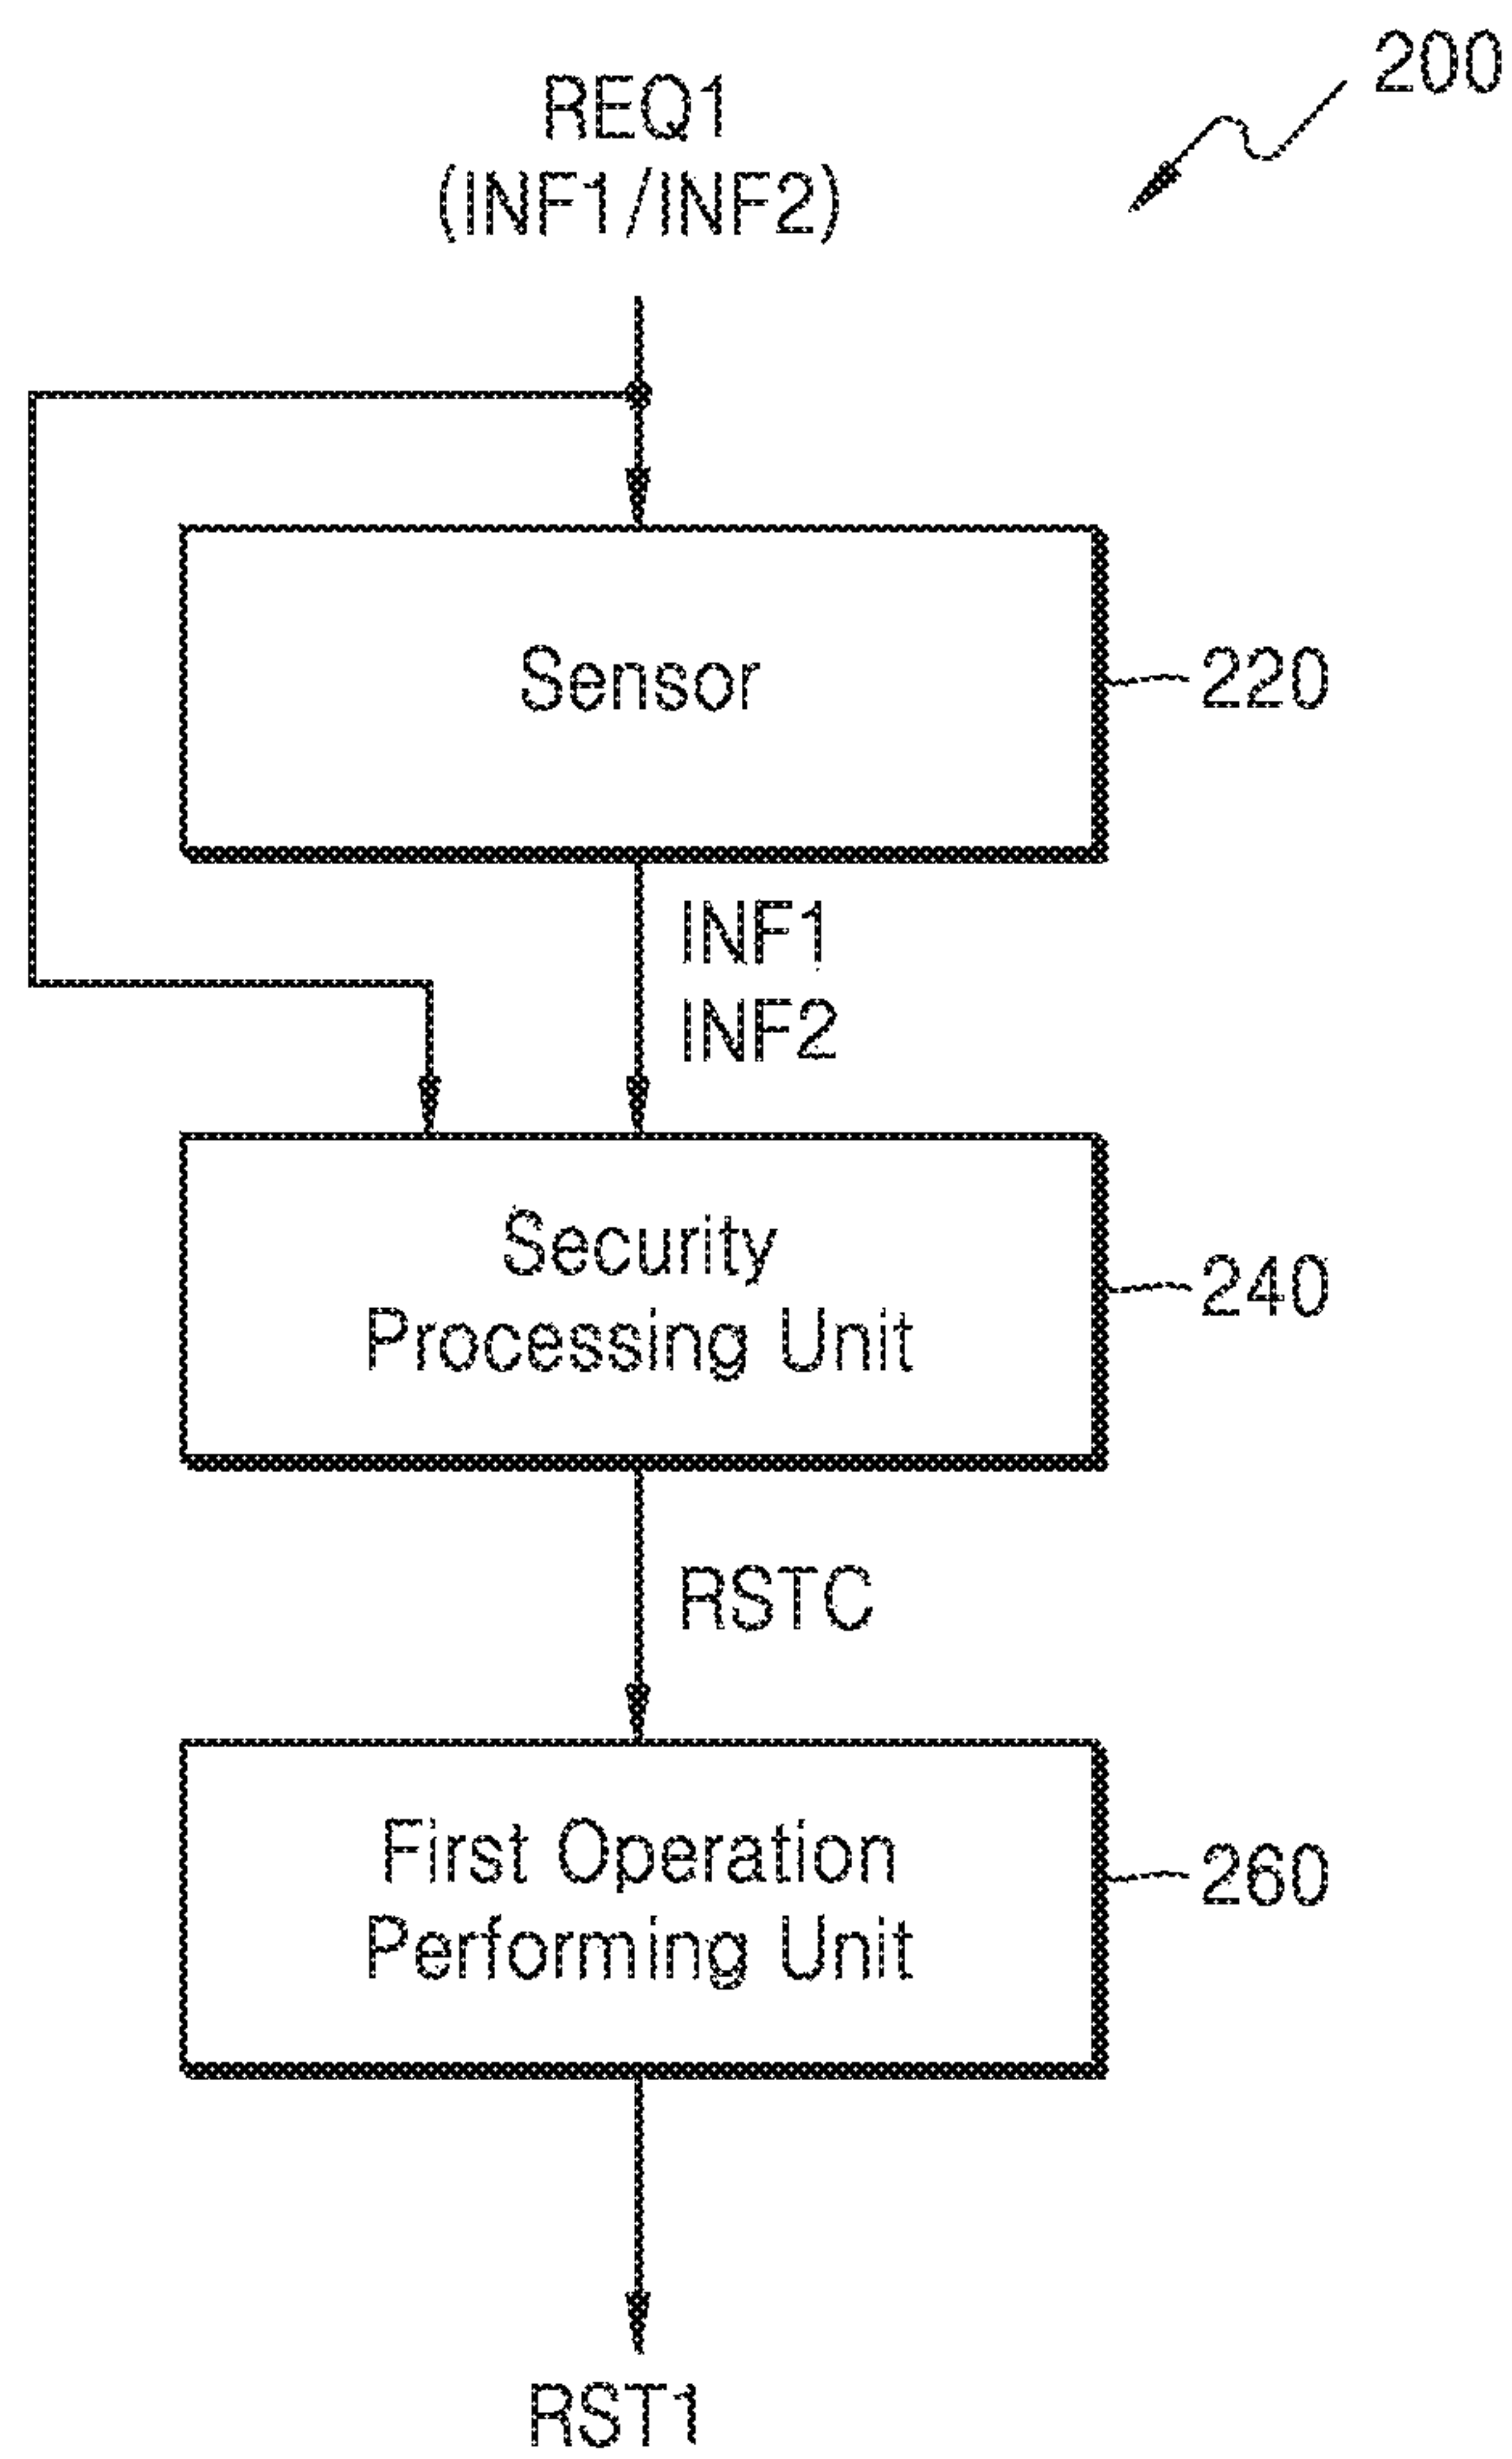 200
REQ1
(INF1/INF2)
Sensor
220
INF1
INF2
Security
Processing Unit
240
RSTC
First Operation
Performing Unit
260
RST1